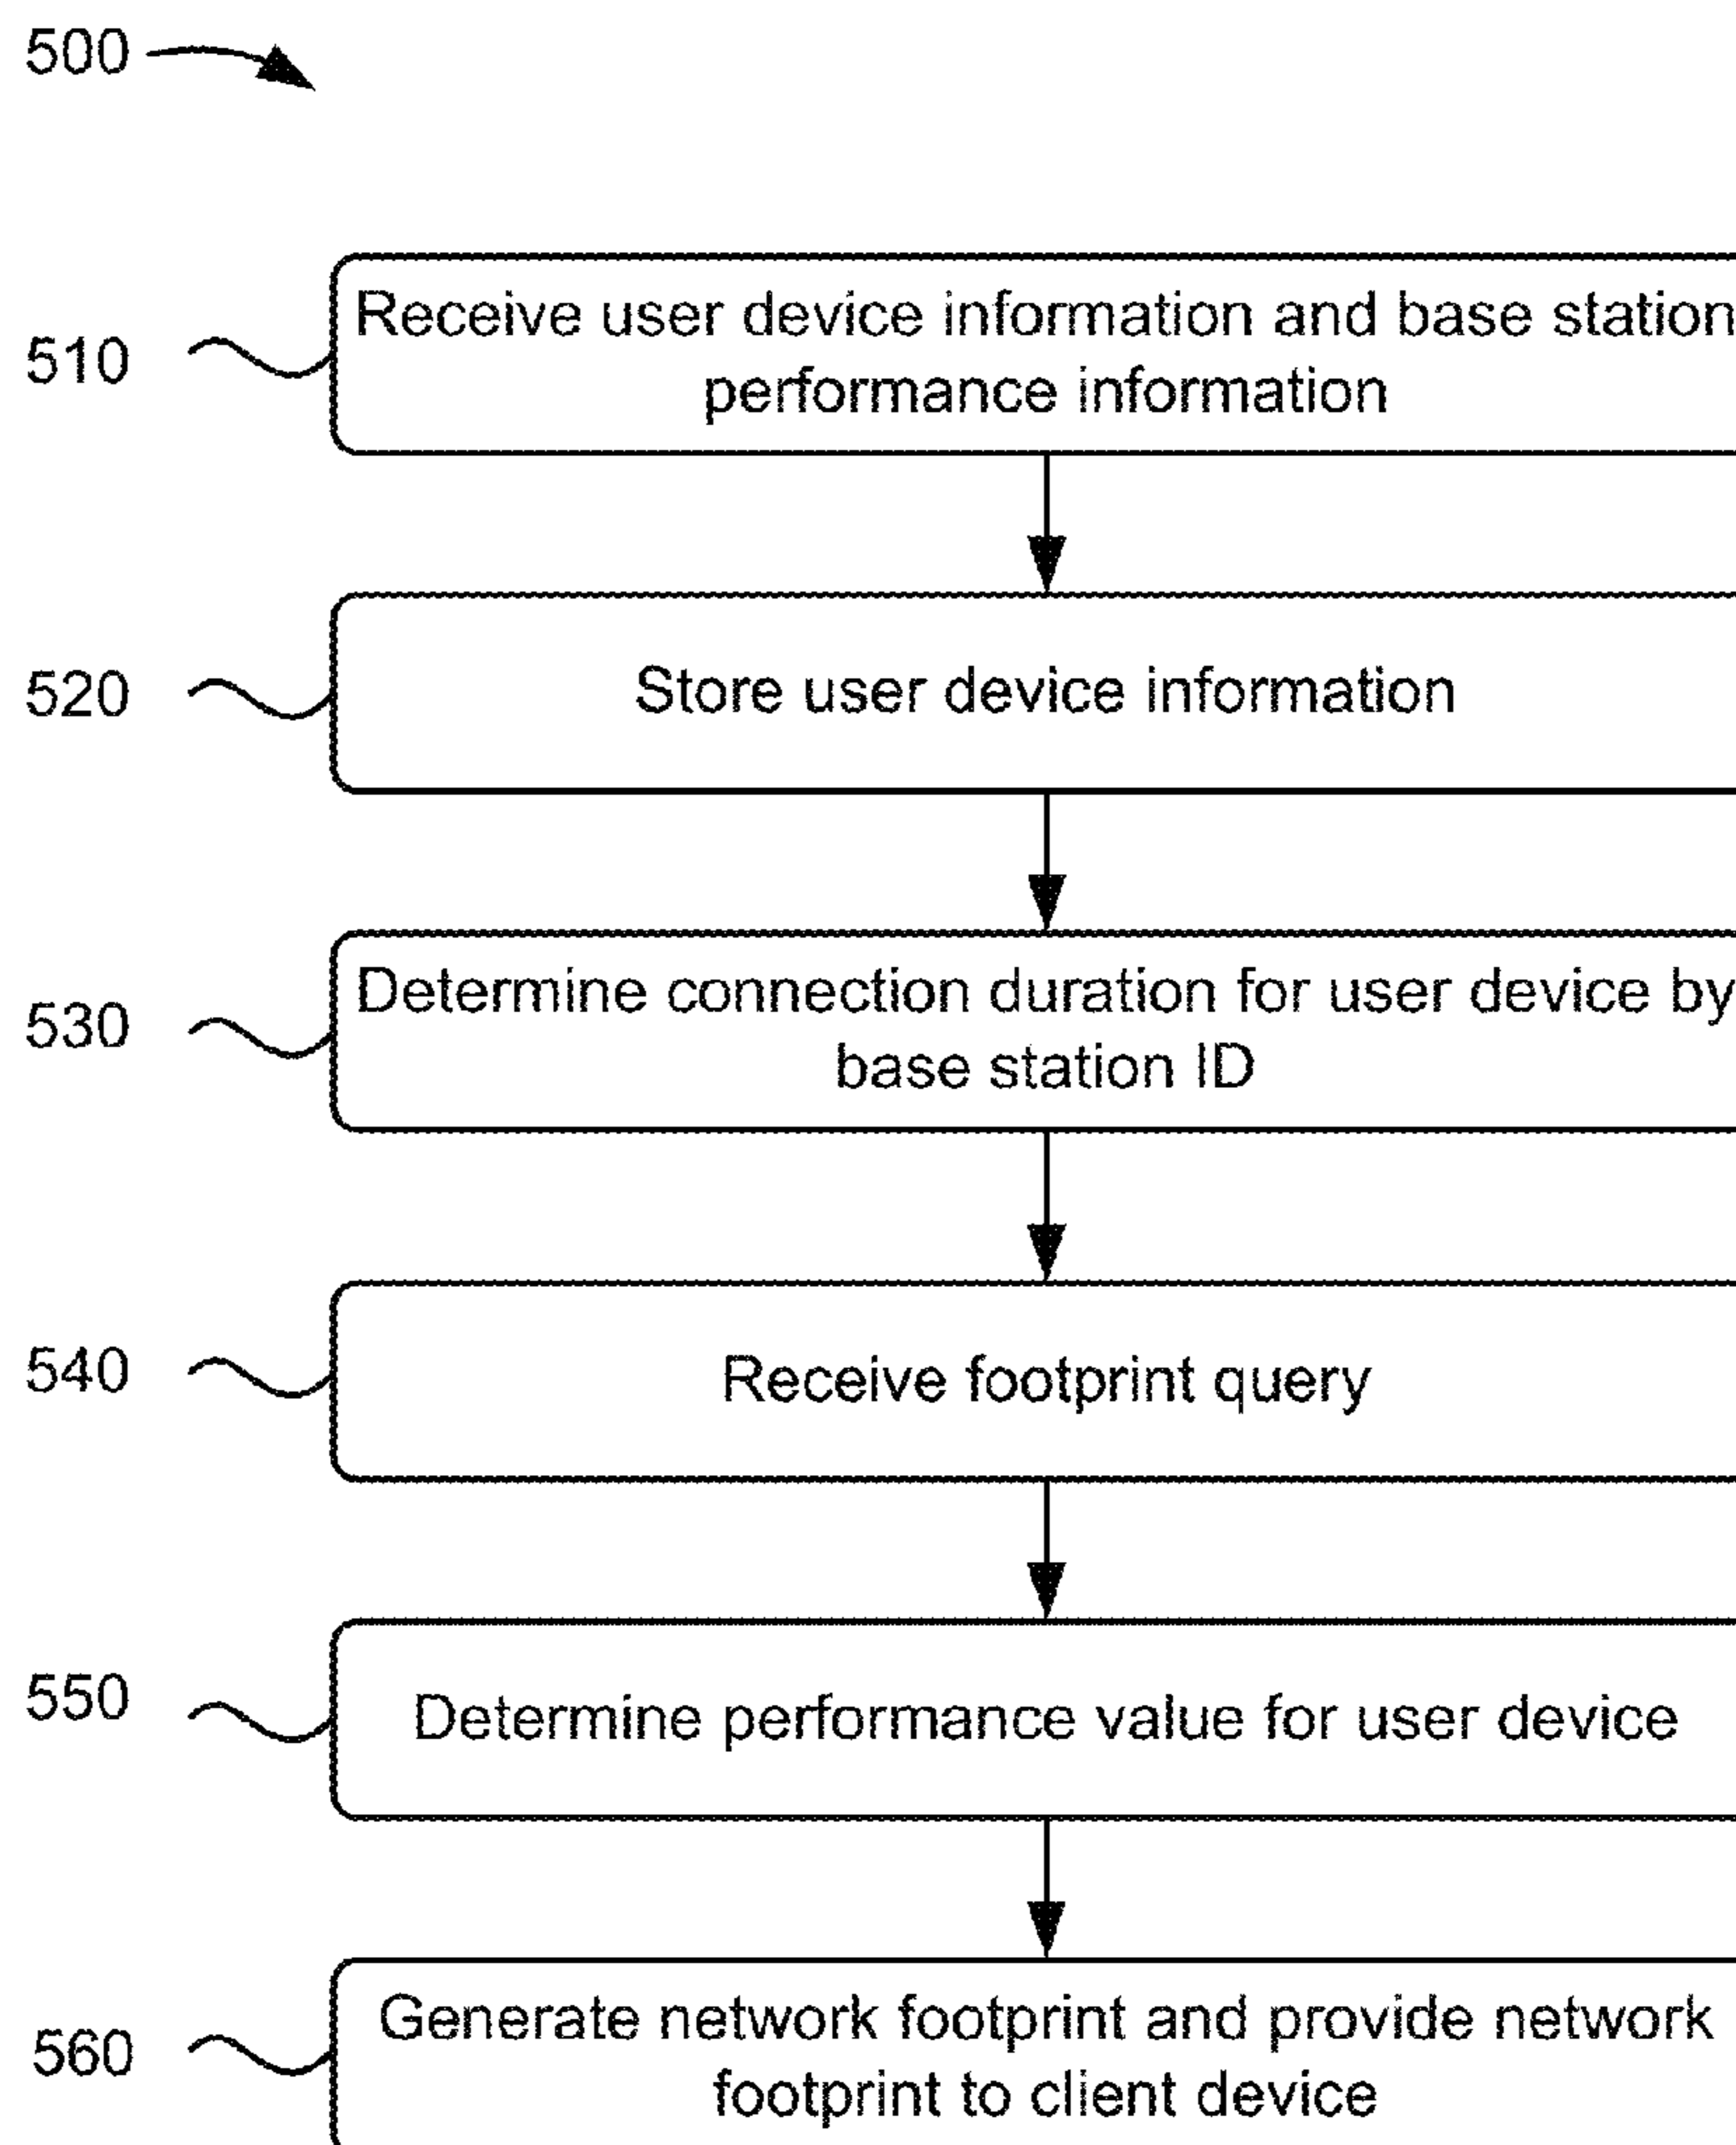 500
510
Receive user device information and base station
performance information
520
Store user device information
530
Determine connection duration for user device by
base station ID
540
Receive footprint query
550
Determine performance value for user device
560
Generate network footprint and provide network
footprint to client device